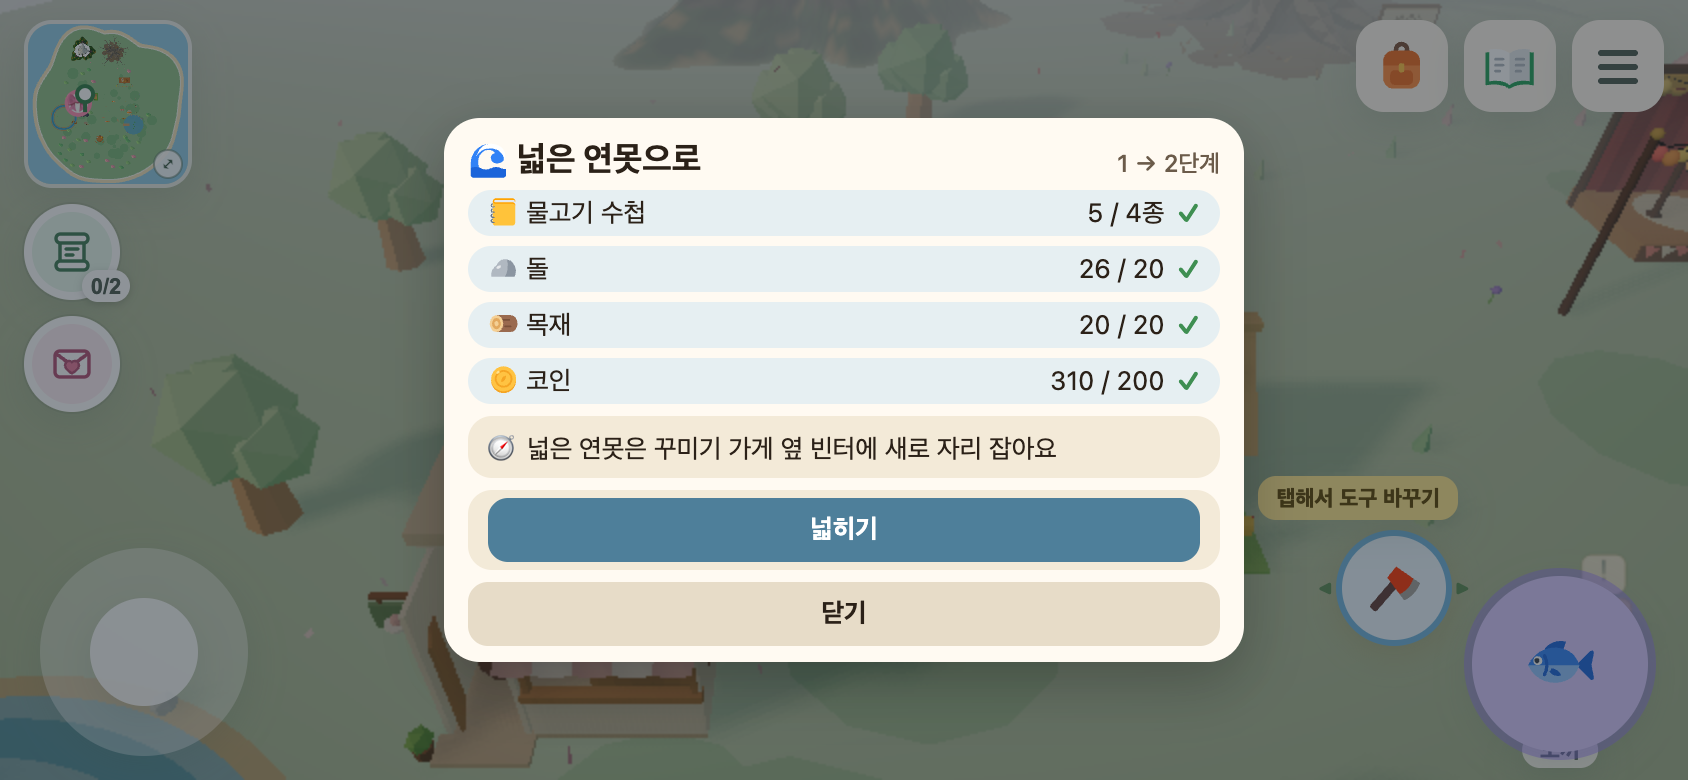 넓은 연못으로
1 → 2단계
물고기 수첩 5 / 4종
돌 26 / 20
목재 20 / 20
코인 310 / 200
넓은 연못은 꾸미기 가게 옆 빈터에 새로 자리 잡아요
넓히기
닫기
0/2
탭해서 도구 바꾸기